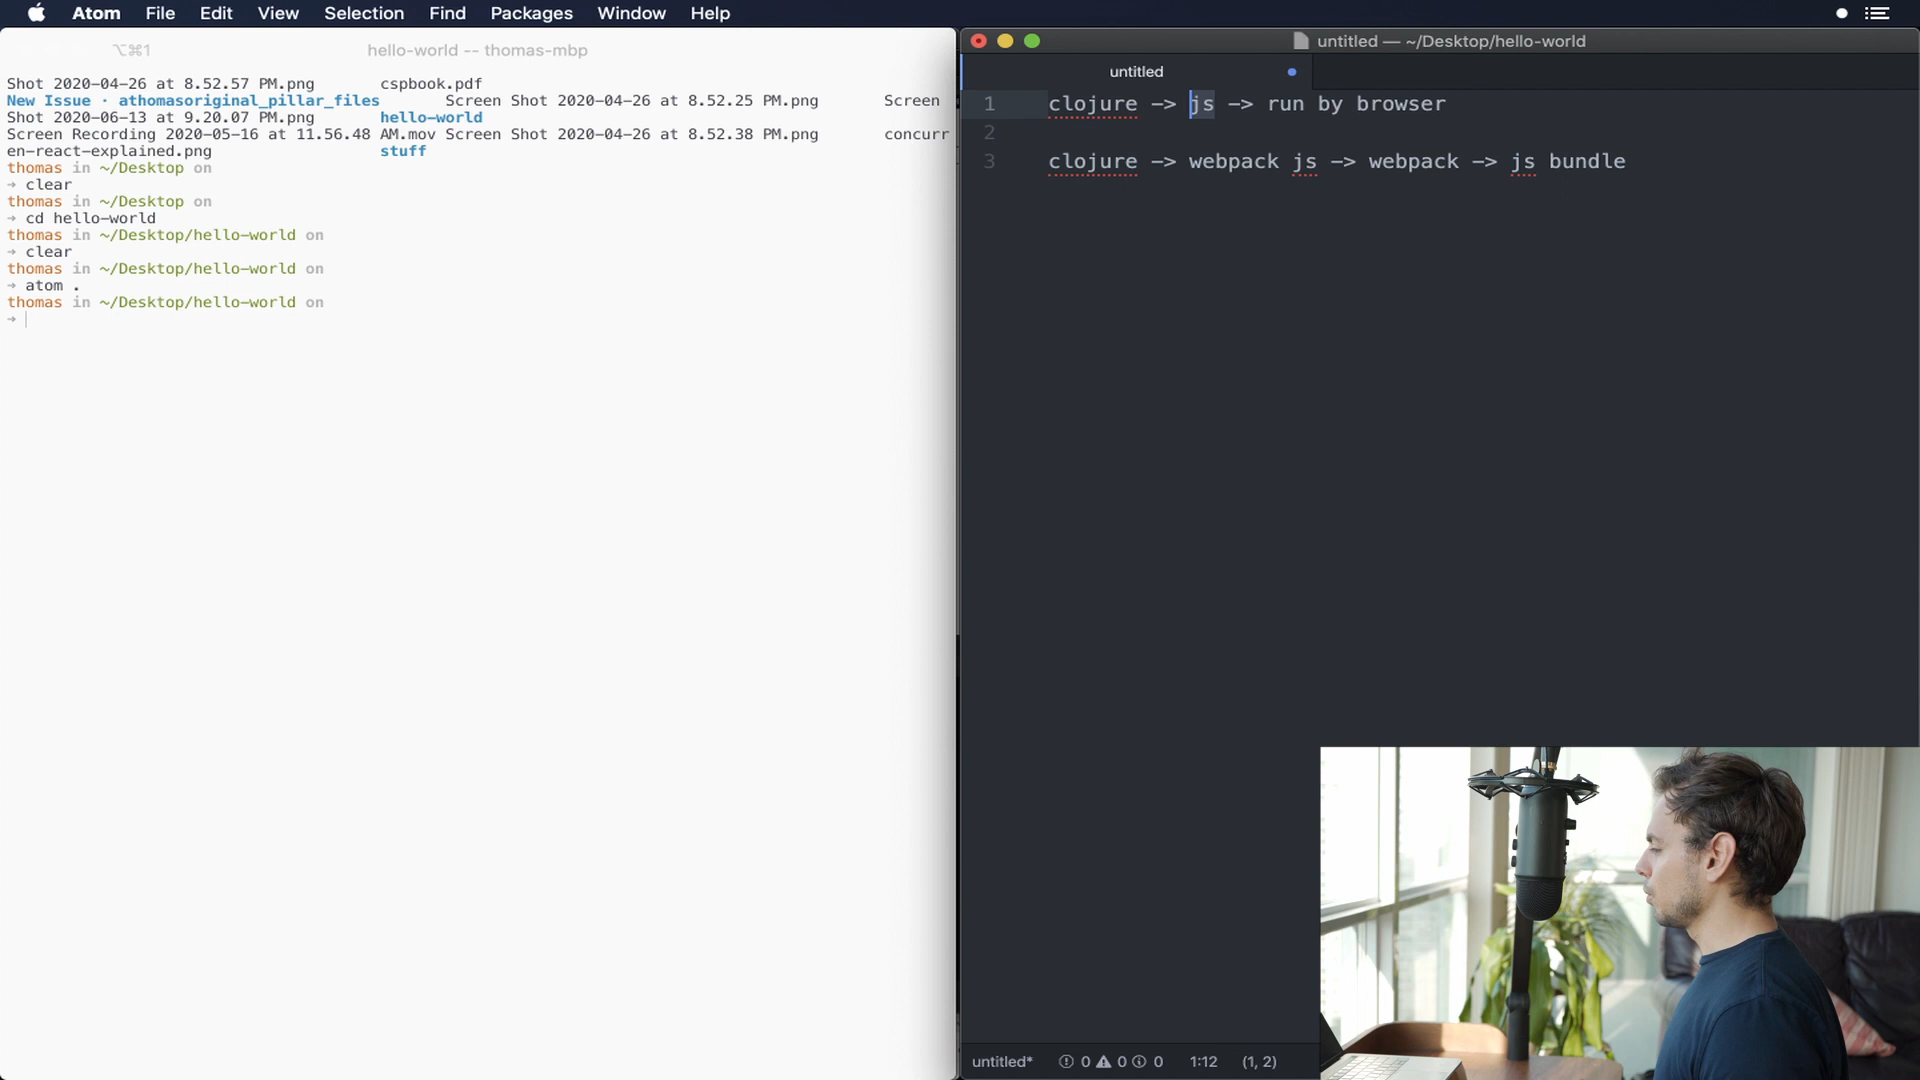 Atom File Edit View Selection Find Packages Window Help
⌥⌘1 hello-world -- thomas-mbp
Shot 2020-04-26 at 8.52.57 PM.png cspbook.pdf
New Issue · athomasoriginal_pillar_files Screen Shot 2020-04-26 at 8.52.25 PM.png Screen
Shot 2020-06-13 at 9.20.07 PM.png hello-world
Screen Recording 2020-05-16 at 11.56.48 AM.mov Screen Shot 2020-04-26 at 8.52.38 PM.png concurr
en-react-explained.png stuff
thomas in ~/Desktop on
➜ clear
thomas in ~/Desktop on
➜ cd hello-world
thomas in ~/Desktop/hello-world on
➜ clear
thomas in ~/Desktop/hello-world on
➜ atom .
thomas in ~/Desktop/hello-world on
➜
untitled — ~/Desktop/hello-world
untitled
1 clojure -> js -> run by browser
2
3 clojure -> webpack js -> webpack -> js bundle
untitled* 0 0 0 1:12 (1, 2)